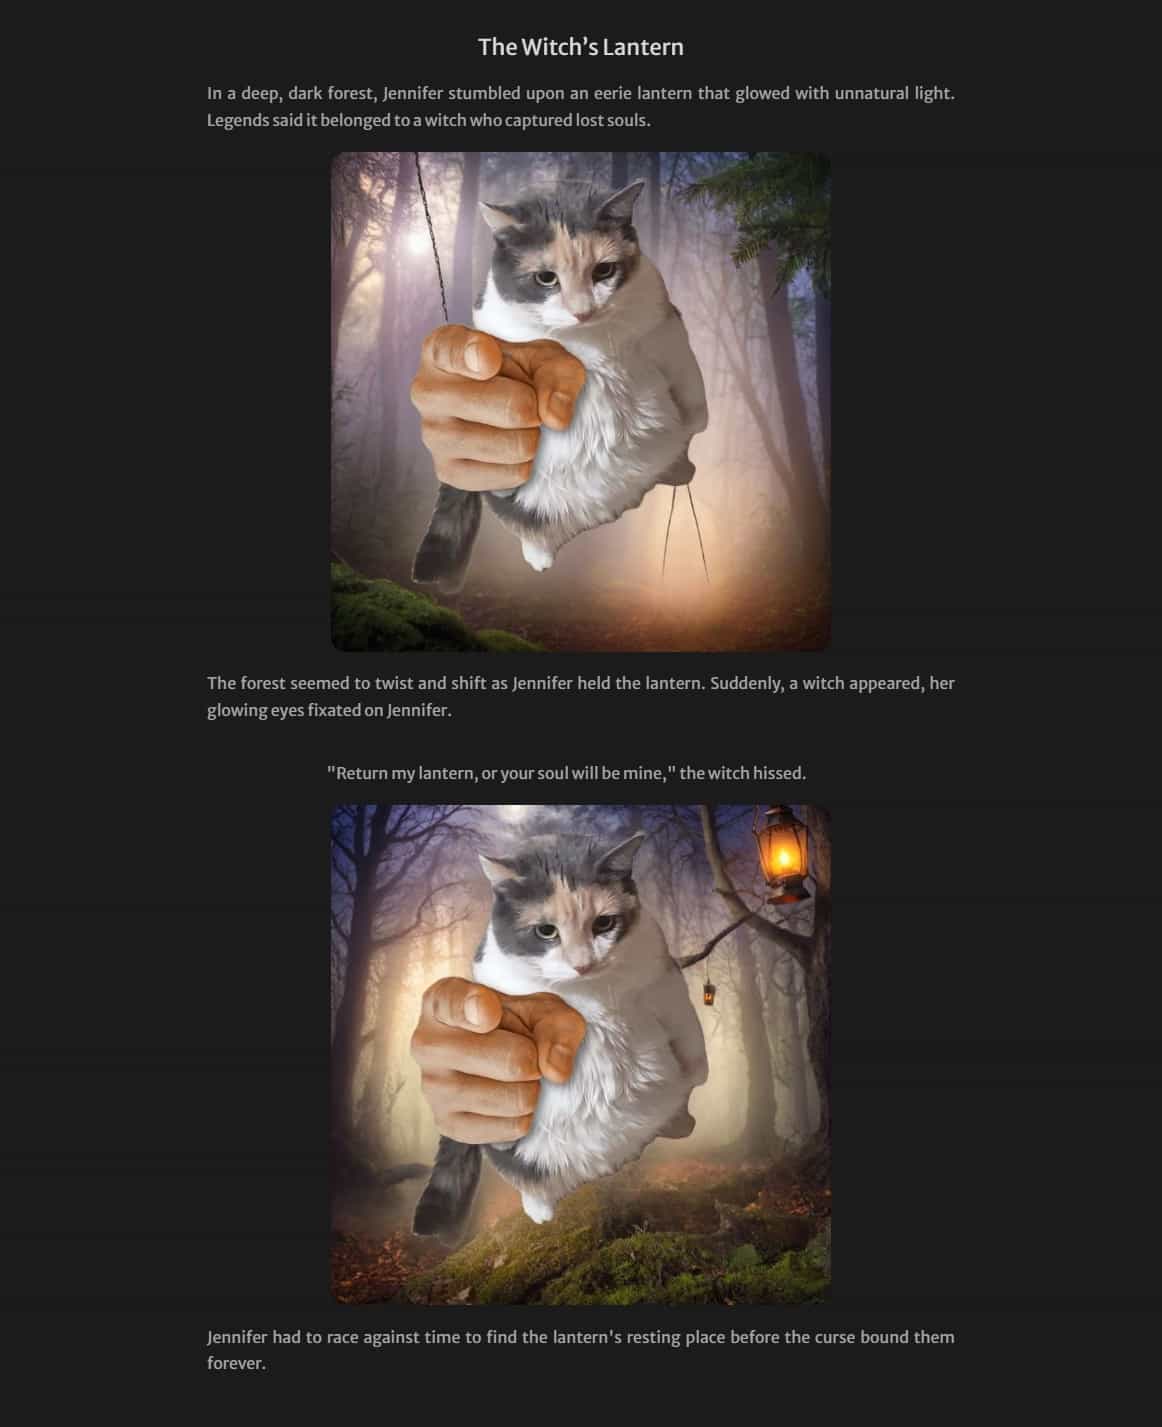 The Witch’s Lantern
In a deep, dark forest, Jennifer stumbled upon an eerie lantern that glowed with unnatural light.
Legends said it belonged to a witch who captured lost souls.
The forest seemed to twist and shift as Jennifer held the lantern. Suddenly, a witch appeared, her
glowing eyes fixated on Jennifer.
"Return my lantern, or your soul will be mine," the witch hissed.
Jennifer had to race against time to find the lantern's resting place before the curse bound them
forever.